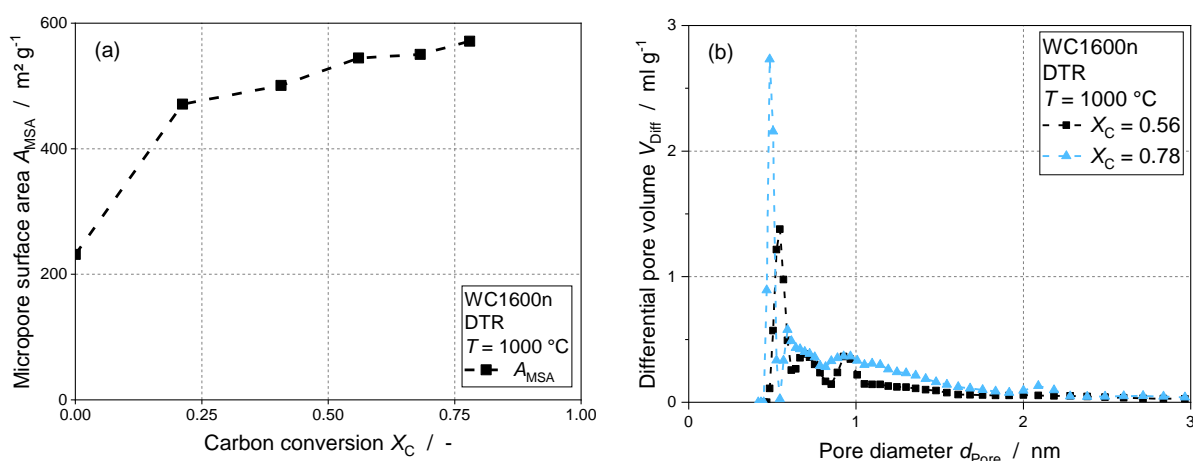 (a)
Micropore surface area A_MSA / m² g⁻¹
600
400
200
0
0.00 0.25 0.50 0.75 1.00
Carbon conversion X_C / -
WC1600n
DTR
T = 1000 °C
A_MSA
(b)
Differential pore volume V_Diff / ml g⁻¹
3
2
1
0
1 2 3
Pore diameter d_Pore / nm
WC1600n
DTR
T = 1000 °C
X_C = 0.56
X_C = 0.78